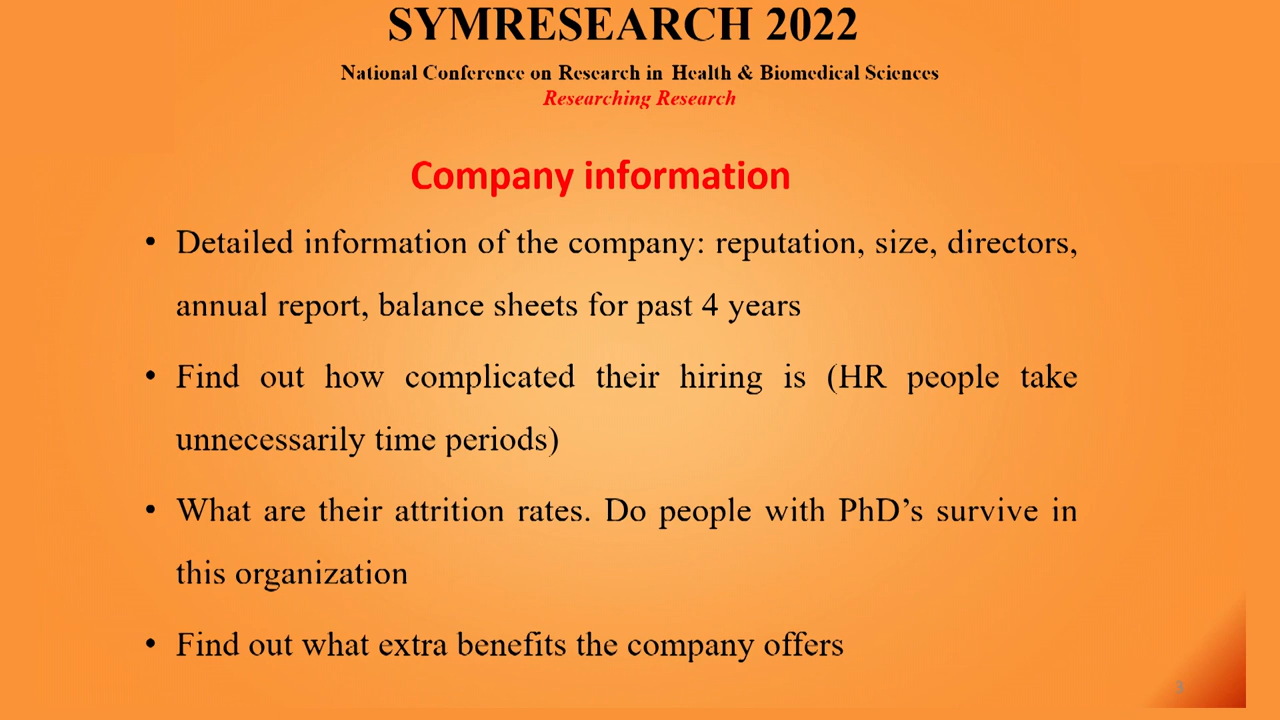 SYMRESEARCH 2022
National Conference on Research in Health & Biomedical Sciences
Researching Research
Company information
• Detailed information of the company: reputation, size, directors,
annual report, balance sheets for past 4 years
• Find out how complicated their hiring is (HR people take
unnecessarily time periods)
• What are their attrition rates. Do people with PhD’s survive in
this organization
• Find out what extra benefits the company offers
3